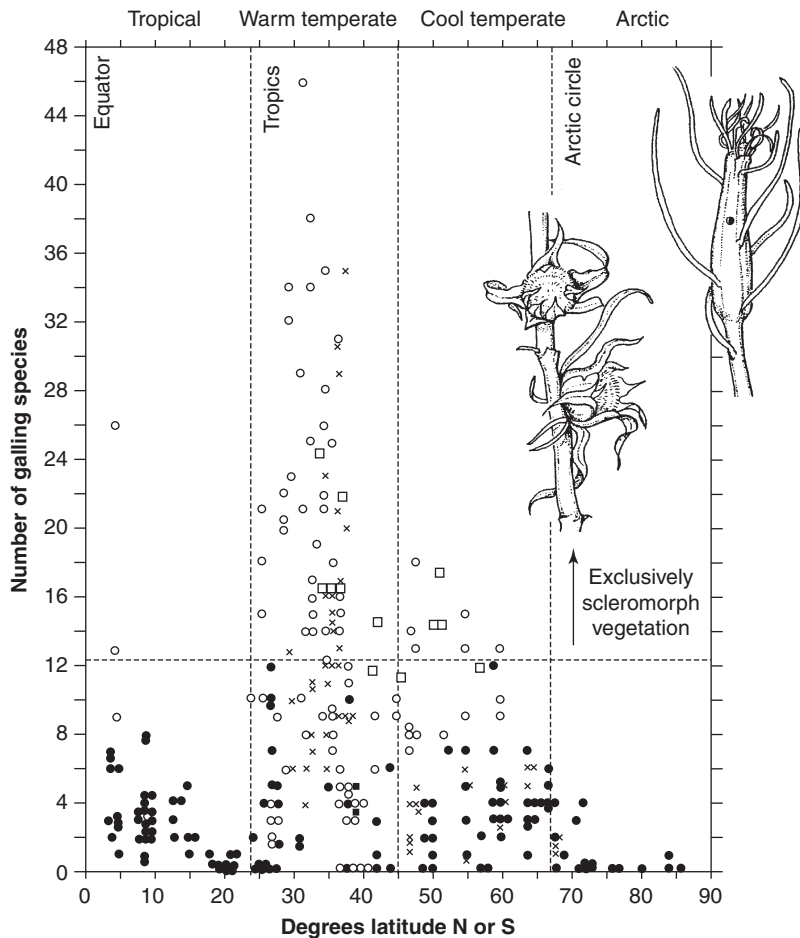 Tropical Warm temperate Cool temperate Arctic
Equator
Tropics
Arctic circle
48
44
40
36
32
28
24
20
16
12
8
4
0
Number of galling species
Exclusively
scleromorph
vegetation
0 10 20 30 40 50 60 70 80 90
Degrees latitude N or S